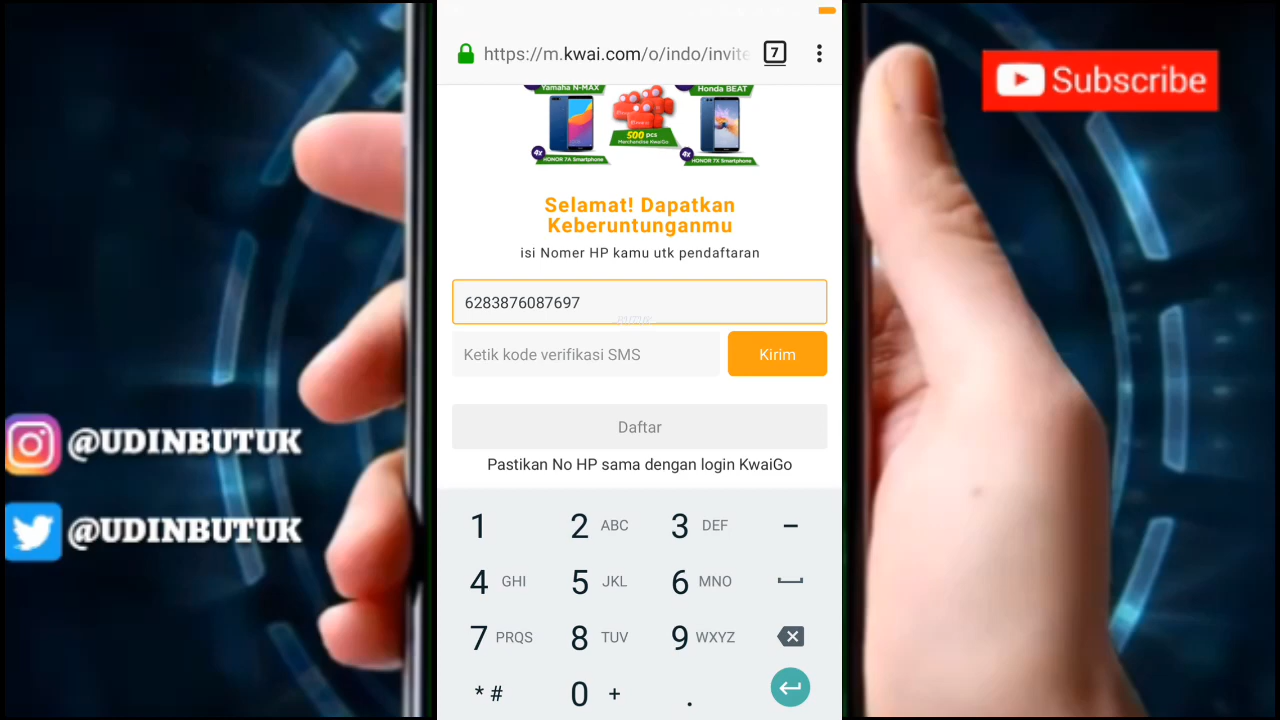 https://m.kwai.com/o/indo/invite
7
Subscribe
Yamaha N-MAX
Honda BEAT
500 pcs
Merchandise KwaiGo
4X HONOR 7A Smartphone
4X HONOR 7X Smartphone
Selamat! Dapatkan
Keberuntunganmu
isi Nomer HP kamu utk pendaftaran
6283876087697
Ketik kode verifikasi SMS
Kirim
Daftar
Pastikan No HP sama dengan login KwaiGo
@UDINBUTUK
@UDINBUTUK
1 2 ABC 3 DEF –
4 GHI 5 JKL 6 MNO
7 PRQS 8 TUV 9 WXYZ
* # 0 + .